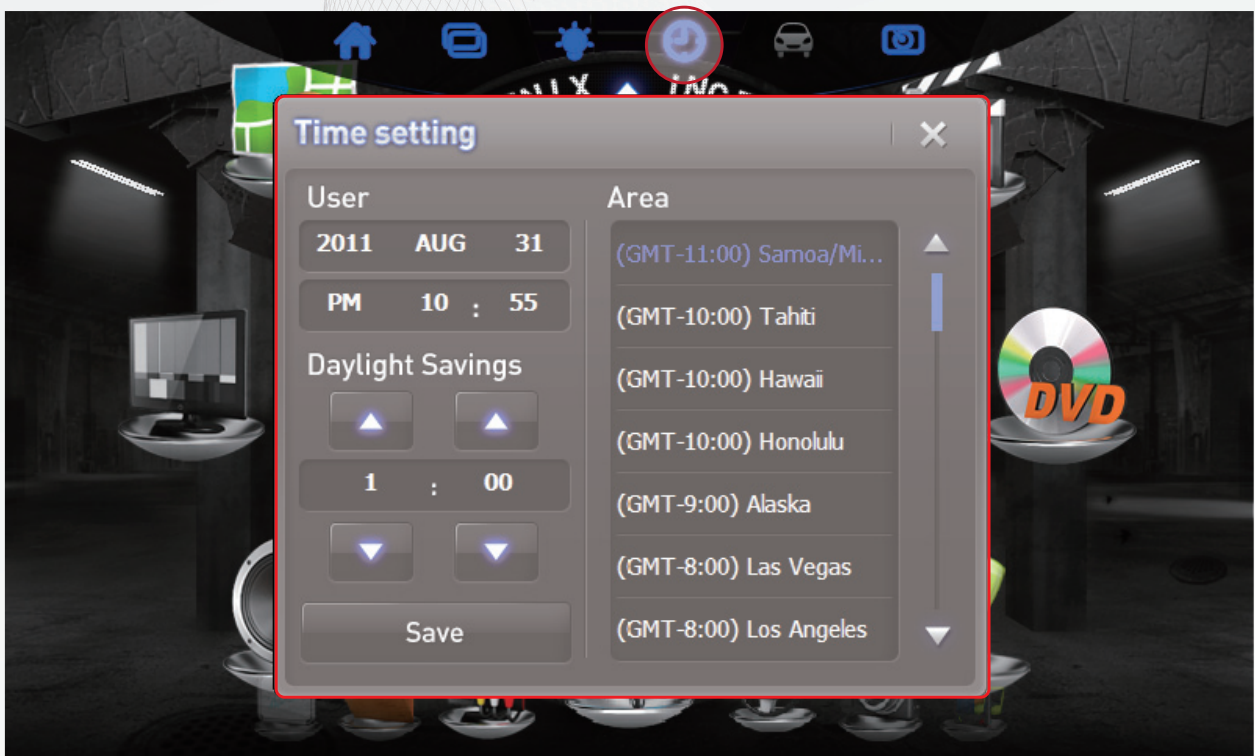 Time setting
User
2011 AUG 31
PM 10 : 55
Daylight Savings
1 : 00
Save
Area
(GMT-11:00) Samoa/Mi...
(GMT-10:00) Tahiti
(GMT-10:00) Hawaii
(GMT-10:00) Honolulu
(GMT-9:00) Alaska
(GMT-8:00) Las Vegas
(GMT-8:00) Los Angeles
DVD